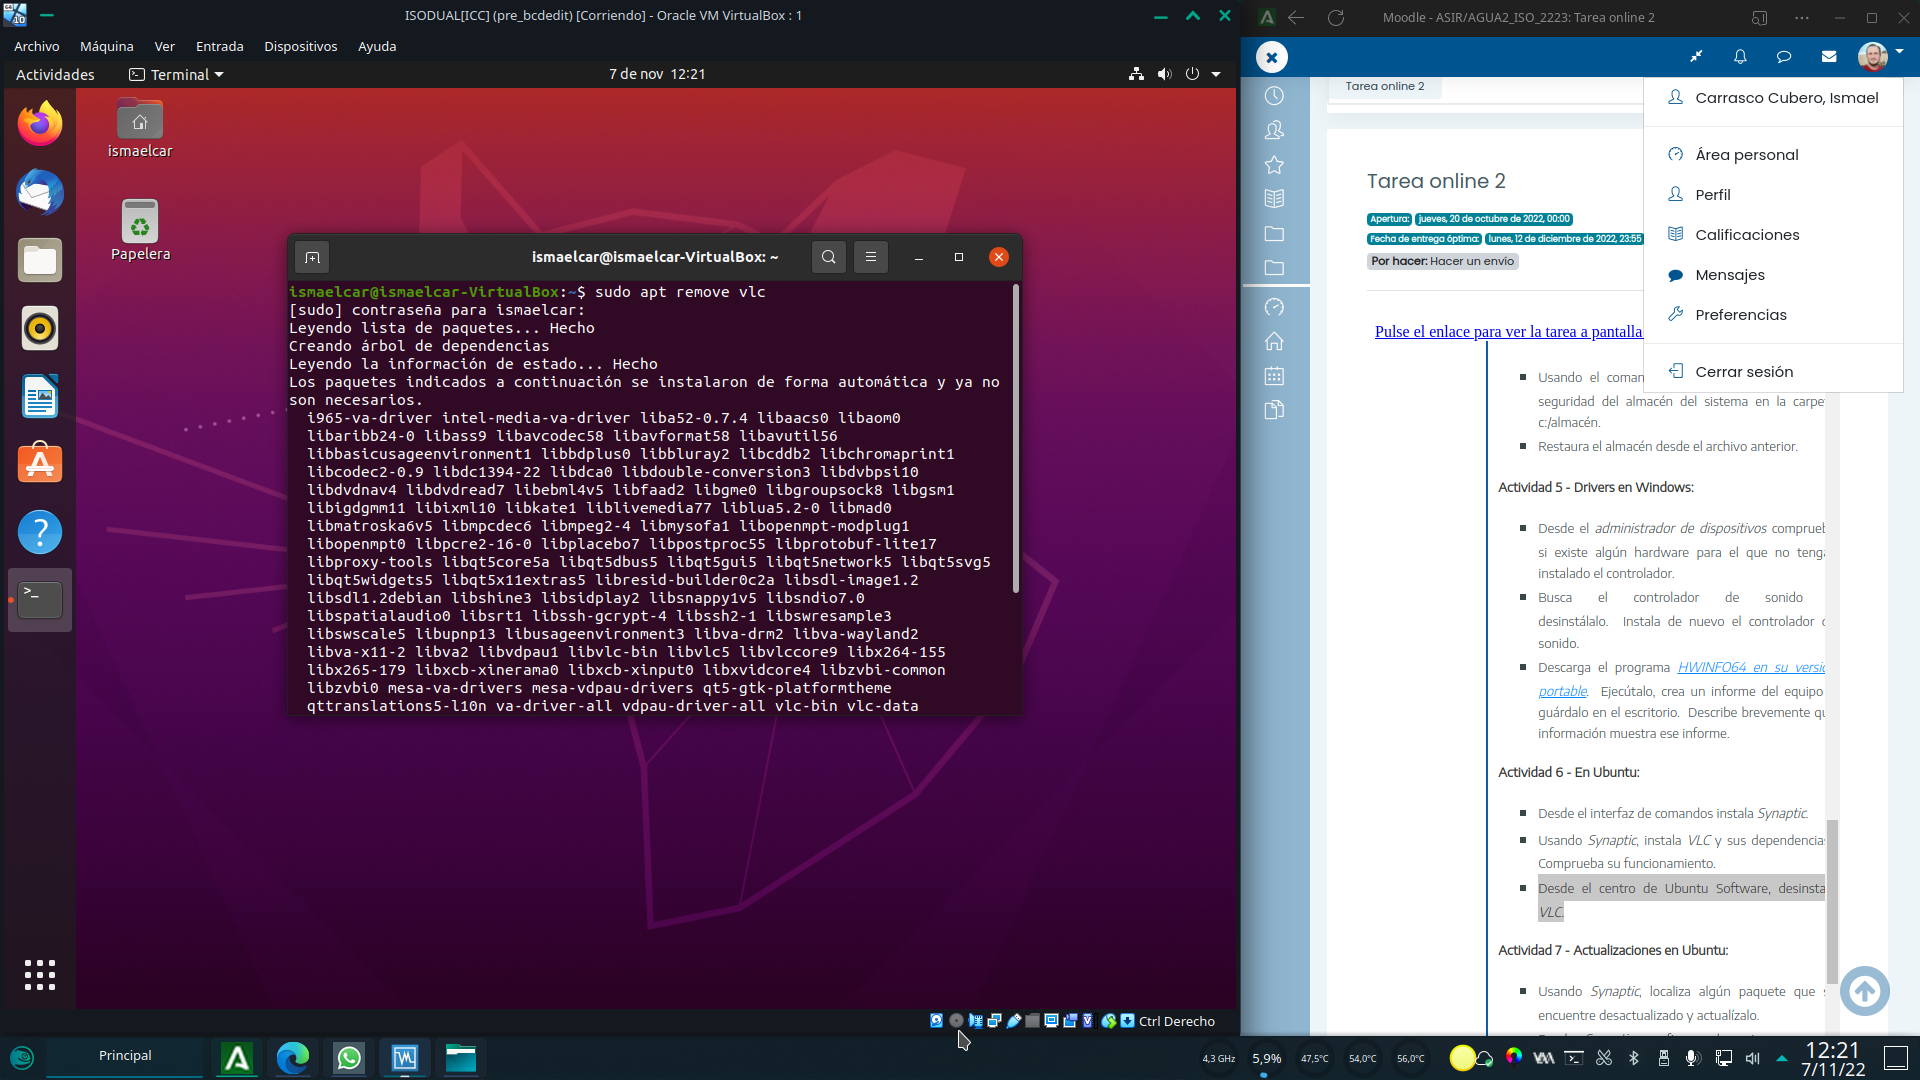 ISODUAL[ICC] (pre_bcdedit) [Corriendo] - Oracle VM VirtualBox : 1
Archivo Máquina Ver Entrada Dispositivos Ayuda
Actividades Terminal 7 de nov 12:21
ismaelcar
Papelera
ismaelcar@ismaelcar-VirtualBox: ~
ismaelcar@ismaelcar-VirtualBox:~$ sudo apt remove vlc
[sudo] contraseña para ismaelcar:
Leyendo lista de paquetes... Hecho
Creando árbol de dependencias
Leyendo la información de estado... Hecho
Los paquetes indicados a continuación se instalaron de forma automática y ya no
son necesarios.
i965-va-driver intel-media-va-driver liba52-0.7.4 libaacs0 libaom0
libaribb24-0 libass9 libavcodec58 libavformat58 libavutil56
libbasicusageenvironment1 libbdplus0 libbluray2 libcddb2 libchromaprint1
libcodec2-0.9 libdc1394-22 libdca0 libdouble-conversion3 libdvbpsi10
libdvdnav4 libdvdread7 libebml4v5 libfaad2 libgme0 libgroupsock8 libgsm1
libigdgmm11 libixml10 libkate1 liblivemedia77 liblua5.2-0 libmad0
libmatroska6v5 libmpcdec6 libmpeg2-4 libmysofa1 libopenmpt-modplug1
libopenmpt0 libpcre2-16-0 libplacebo7 libpostproc55 libprotobuf-lite17
libproxy-tools libqt5core5a libqt5dbus5 libqt5gui5 libqt5network5 libqt5svg5
libqt5widgets5 libqt5x11extras5 libresid-builder0c2a libsdl-image1.2
libsdl1.2debian libshine3 libsidplay2 libsnappy1v5 libsndio7.0
libspatialaudio0 libsrt1 libssh-gcrypt-4 libssh2-1 libswresample3
libswscale5 libupnp13 libusageenvironment3 libva-drm2 libva-wayland2
libva-x11-2 libva2 libvdpau1 libvlc-bin libvlc5 libvlccore9 libx264-155
libx265-179 libxcb-xinerama0 libxcb-xinput0 libxvidcore4 libzvbi-common
libzvbi0 mesa-va-drivers mesa-vdpau-drivers qt5-gtk-platformtheme
qttranslations5-l10n va-driver-all vdpau-driver-all vlc-bin vlc-data
Ctrl Derecho
Moodle - ASIR/AGUA2_ISO_2223: Tarea online 2
Tarea online 2
Carrasco Cubero, Ismael
Área personal
Perfil
Calificaciones
Mensajes
Preferencias
Cerrar sesión
Tarea online 2
Apertura: jueves, 20 de octubre de 2022, 00:00
Fecha de entrega óptima: lunes, 12 de diciembre de 2022, 23:55
Por hacer: Hacer un envío
Pulse el enlace para ver la tarea a pantalla
Usando el coman
seguridad del almacén del sistema en la carpe
c:/almacén.
Restaura el almacén desde el archivo anterior.
Actividad 5 - Drivers en Windows:
Desde el administrador de dispositivos comprueb
si existe algún hardware para el que no teng
instalado el controlador.
Busca el controlador de sonido
desinstálalo. Instala de nuevo el controlador d
sonido.
Descarga el programa HWINFO64 en su versió
portable. Ejecútalo, crea un informe del equipo
guárdalo en el escritorio. Describe brevemente qu
información muestra ese informe.
Actividad 6 - En Ubuntu:
Desde el interfaz de comandos instala Synaptic.
Usando Synaptic, instala VLC y sus dependencias
Comprueba su funcionamiento.
Desde el centro de Ubuntu Software, desinsta
VLC.
Actividad 7 - Actualizaciones en Ubuntu:
Usando Synaptic, localiza algún paquete que s
encuentre desactualizado y actualízalo.
Principal
4,3 GHz 5,9% 47,5°C 54,0°C 56,0°C
12:21
7/11/22